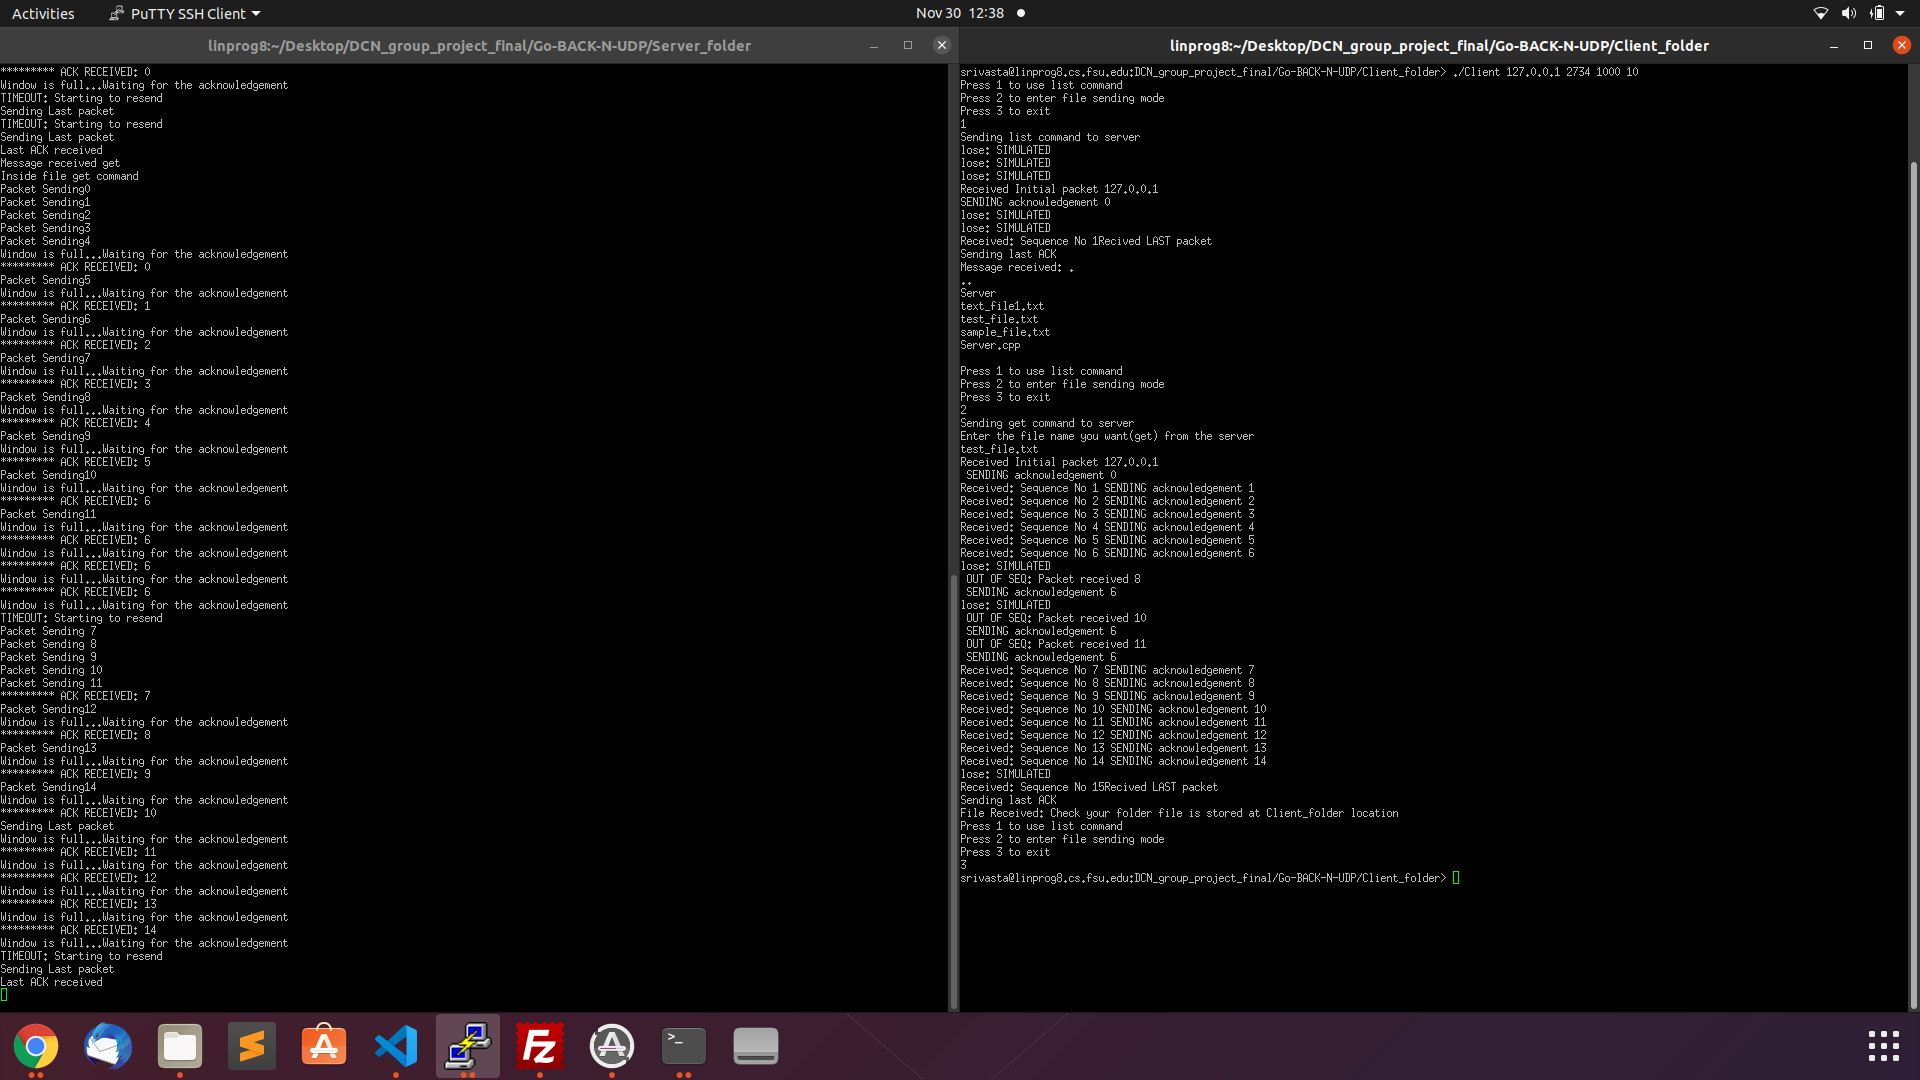 Activities
PuTTY SSH Client
Nov 30 12:38
linprog8:~/Desktop/DCN_group_project_final/Go-BACK-N-UDP/Server_folder
********* ACK RECEIVED: 0
Window is full...Waiting for the acknowledgement
TIMEOUT: Starting to resend
Sending Last packet
TIMEOUT: Starting to resend
Sending Last packet
Last ACK received
Message received get
Inside file get command
Packet Sending0
Packet Sending1
Packet Sending2
Packet Sending3
Packet Sending4
Window is full...Waiting for the acknowledgement
********* ACK RECEIVED: 0
Packet Sending5
Window is full...Waiting for the acknowledgement
********* ACK RECEIVED: 1
Packet Sending6
Window is full...Waiting for the acknowledgement
********* ACK RECEIVED: 2
Packet Sending7
Window is full...Waiting for the acknowledgement
********* ACK RECEIVED: 3
Packet Sending8
Window is full...Waiting for the acknowledgement
********* ACK RECEIVED: 4
Packet Sending9
Window is full...Waiting for the acknowledgement
********* ACK RECEIVED: 5
Packet Sending10
Window is full...Waiting for the acknowledgement
********* ACK RECEIVED: 6
Packet Sending11
Window is full...Waiting for the acknowledgement
********* ACK RECEIVED: 6
Window is full...Waiting for the acknowledgement
********* ACK RECEIVED: 6
Window is full...Waiting for the acknowledgement
********* ACK RECEIVED: 6
Window is full...Waiting for the acknowledgement
TIMEOUT: Starting to resend
Packet Sending 7
Packet Sending 8
Packet Sending 9
Packet Sending 10
Packet Sending 11
********* ACK RECEIVED: 7
Packet Sending12
Window is full...Waiting for the acknowledgement
********* ACK RECEIVED: 8
Packet Sending13
Window is full...Waiting for the acknowledgement
********* ACK RECEIVED: 9
Packet Sending14
Window is full...Waiting for the acknowledgement
********* ACK RECEIVED: 10
Sending Last packet
Window is full...Waiting for the acknowledgement
********* ACK RECEIVED: 11
Window is full...Waiting for the acknowledgement
********* ACK RECEIVED: 12
Window is full...Waiting for the acknowledgement
********* ACK RECEIVED: 13
Window is full...Waiting for the acknowledgement
********* ACK RECEIVED: 14
Window is full...Waiting for the acknowledgement
TIMEOUT: Starting to resend
Sending Last packet
Last ACK received
linprog8:~/Desktop/DCN_group_project_final/Go-BACK-N-UDP/Client_folder
srivasta@linprog8.cs.fsu.edu:DCN_group_project_final/Go-BACK-N-UDP/Client_folder> ./Client 127.0.0.1 2734 1000 10
Press 1 to use list command
Press 2 to enter file sending mode
Press 3 to exit
1
Sending list command to server
lose: SIMULATED
lose: SIMULATED
lose: SIMULATED
Received Initial packet 127.0.0.1
SENDING acknowledgement 0
lose: SIMULATED
lose: SIMULATED
Received: Sequence No 1Recived LAST packet
Sending last ACK
Message received: .
..
Server
text_file1.txt
test_file.txt
sample_file.txt
Server.cpp
Press 1 to use list command
Press 2 to enter file sending mode
Press 3 to exit
2
Sending get command to server
Enter the file name you want(get) from the server
test_file.txt
Received Initial packet 127.0.0.1
SENDING acknowledgement 0
Received: Sequence No 1 SENDING acknowledgement 1
Received: Sequence No 2 SENDING acknowledgement 2
Received: Sequence No 3 SENDING acknowledgement 3
Received: Sequence No 4 SENDING acknowledgement 4
Received: Sequence No 5 SENDING acknowledgement 5
Received: Sequence No 6 SENDING acknowledgement 6
lose: SIMULATED
OUT OF SEQ: Packet received 8
SENDING acknowledgement 6
lose: SIMULATED
OUT OF SEQ: Packet received 10
SENDING acknowledgement 6
OUT OF SEQ: Packet received 11
SENDING acknowledgement 6
Received: Sequence No 7 SENDING acknowledgement 7
Received: Sequence No 8 SENDING acknowledgement 8
Received: Sequence No 9 SENDING acknowledgement 9
Received: Sequence No 10 SENDING acknowledgement 10
Received: Sequence No 11 SENDING acknowledgement 11
Received: Sequence No 12 SENDING acknowledgement 12
Received: Sequence No 13 SENDING acknowledgement 13
Received: Sequence No 14 SENDING acknowledgement 14
lose: SIMULATED
Received: Sequence No 15Recived LAST packet
Sending last ACK
File Received: Check your folder file is stored at Client_folder location
Press 1 to use list command
Press 2 to enter file sending mode
Press 3 to exit
3
srivasta@linprog8.cs.fsu.edu:DCN_group_project_final/Go-BACK-N-UDP/Client_folder>